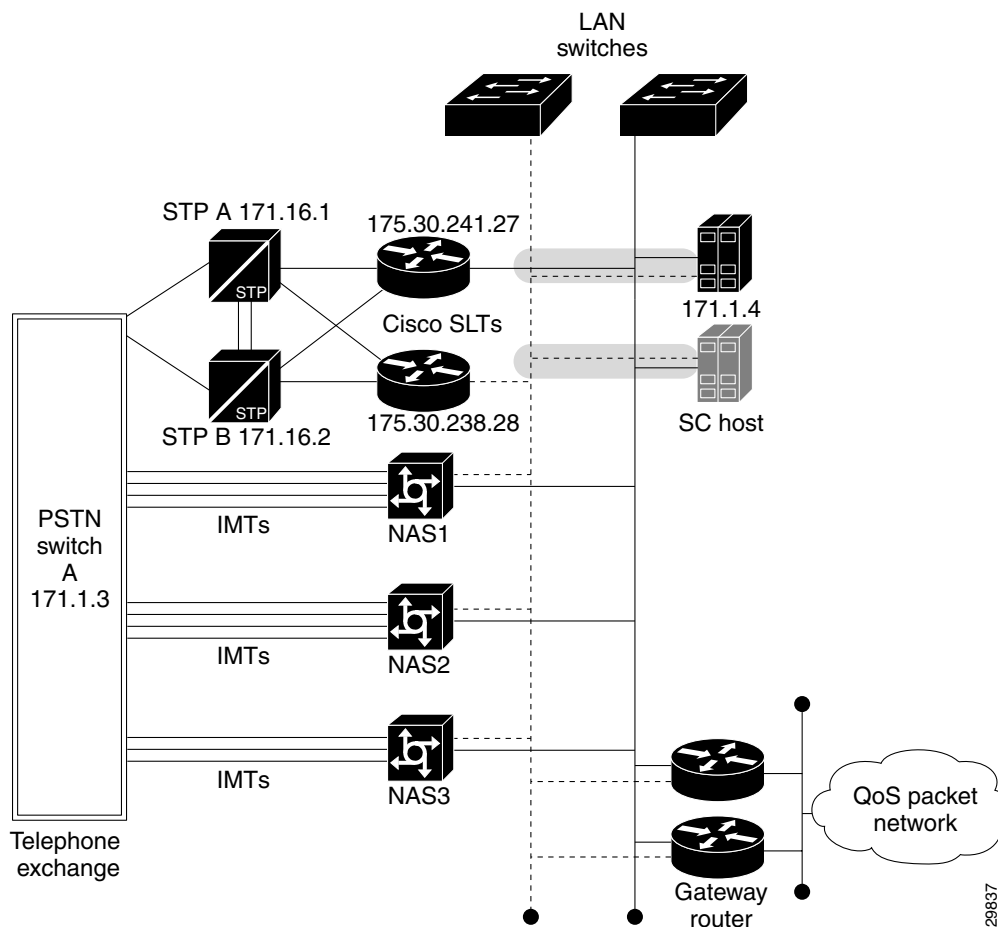 LAN
switches
STP A 171.16.1
175.30.241.27
STP
Cisco SLTs
171.1.4
STP
STP B 171.16.2
175.30.238.28
SC host
PSTN
switch
A
171.1.3
IMTs
NAS1
IMTs
NAS2
IMTs
NAS3
QoS packet
network
Telephone
exchange
Gateway
router
29837